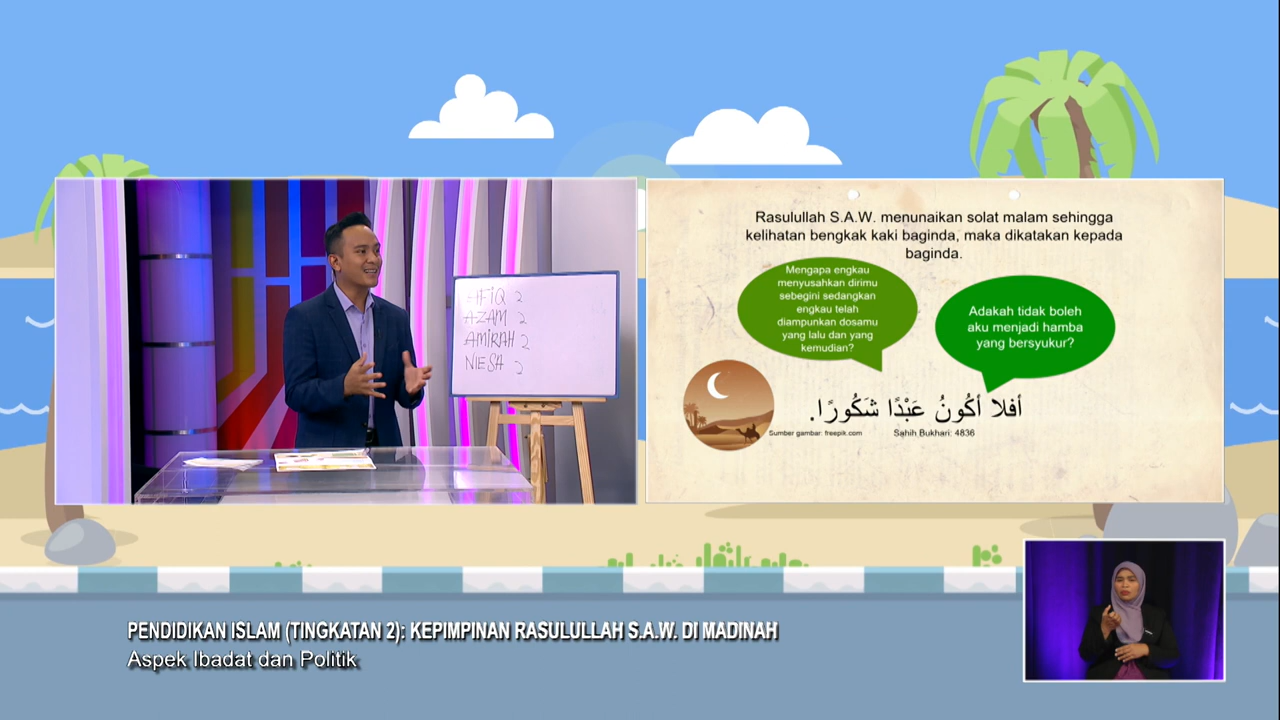 AFIQ 2
AZAM 2
AMIRAH 2
NIESA 2
Rasulullah S.A.W. menunaikan solat malam sehingga
kelihatan bengkak kaki baginda, maka dikatakan kepada
baginda.
Mengapa engkau
menyusahkan dirimu
sebegini sedangkan
engkau telah
diampunkan dosamu
yang lalu dan yang
kemudian?
Adakah tidak boleh
aku menjadi hamba
yang bersyukur?
أفلا أكُونُ عَبْدًا شَكُورًا.
Sumber gambar: freepik.com
Sahih Bukhari: 4836
PENDIDIKAN ISLAM (TINGKATAN 2): KEPIMPINAN RASULULLAH S.A.W. DI MADINAH
Aspek Ibadat dan Politik